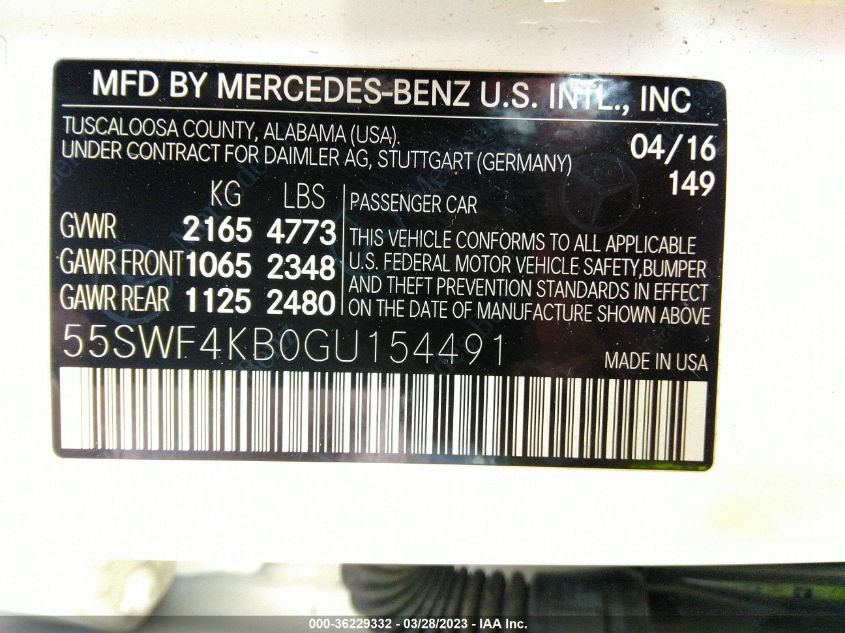 MFD BY MERCEDES-BENZ U.S. INTL., INC
TUSCALOOSA COUNTY, ALABAMA (USA).
UNDER CONTRACT FOR DAIMLER AG, STUTTGART (GERMANY)
04/16
149
KG LBS
GVWR 2165 4773
GAWR FRONT 1065 2348
GAWR REAR 1125 2480
PASSENGER CAR
THIS VEHICLE CONFORMS TO ALL APPLICABLE
U.S. FEDERAL MOTOR VEHICLE SAFETY,BUMPER
AND THEFT PREVENTION STANDARDS IN EFFECT
ON THE DATE OF MANUFACTURE SHOWN ABOVE
55SWF4KB0GU154491
MADE IN USA
000-36229332 - 03/28/2023 - IAA Inc.